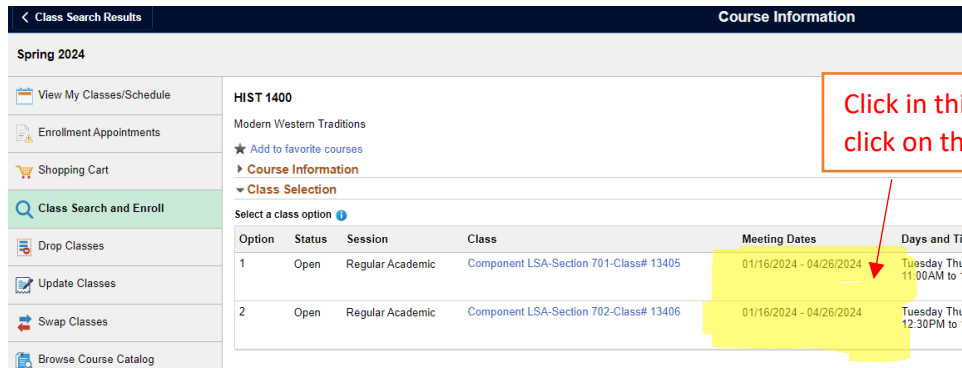 Class Search Results
Course Information
Spring 2024
View My Classes/Schedule
Enrollment Appointments
Shopping Cart
Class Search and Enroll
Drop Classes
Update Classes
Swap Classes
Browse Course Catalog
HIST 1400
Modern Western Traditions
Add to favorite courses
Course Information
Class Selection
Select a class option
Option Status Session Class Meeting Dates Days and
1 Open Regular Academic Component LSA-Section 701-Class# 13405 01/16/2024 - 04/26/2024 Tuesday
11:00AM to
2 Open Regular Academic Component LSA-Section 702-Class# 13406 01/16/2024 - 04/26/2024 Tuesday
12:30PM to
Click in
click on